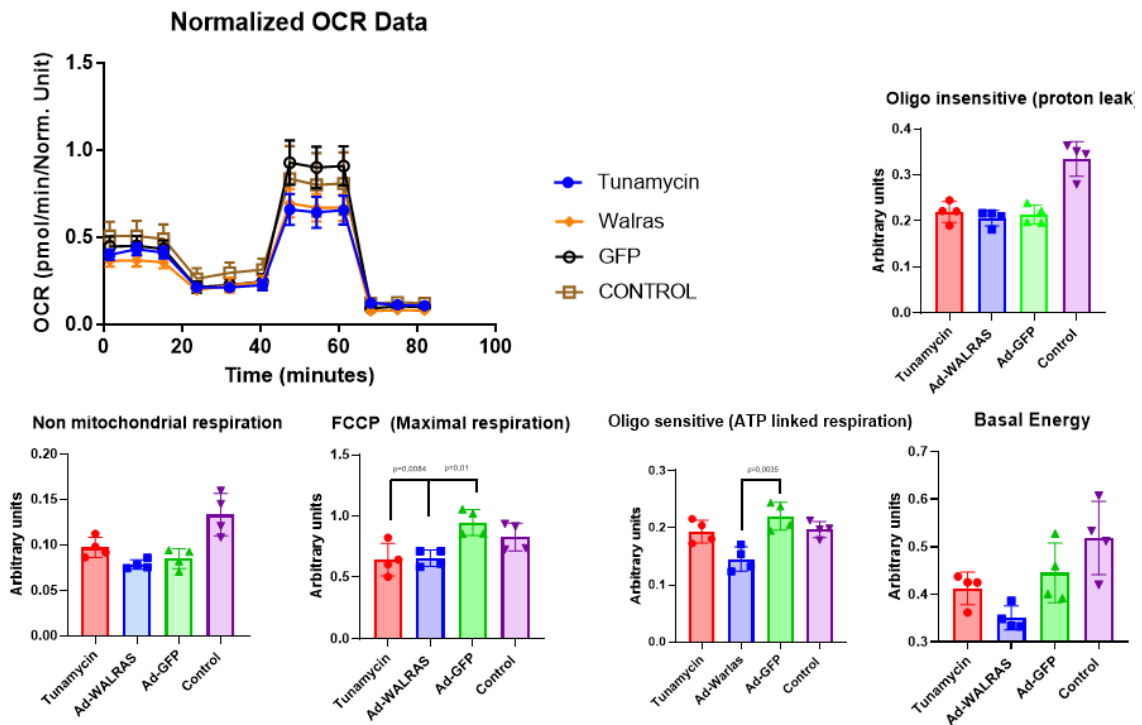 Normalized OCR Data
OCR (pmol/min/Norm. Unit)
1.5
1.0
0.5
0.0
0 20 40 60 80 100
Time (minutes)
Tunamycin
Walras
GFP
CONTROL
Oligo insensitive (proton leak)
Arbitrary units
0.4
0.3
0.2
0.1
Tunamycin
Ad-WALRAS
Ad-GFP
Control
Non mitochondrial respiration
Arbitrary units
0.20
0.15
0.10
0.05
0.00
Tunamycin
Ad-WALRAS
Ad-GFP
Control
FCCP (Maximal respiration)
Arbitrary units
1.5
1.0
0.5
0.0
p=0,0084
p=0,01
Tunamycin
Ad-WALRAS
Ad-GFP
Control
Oligo sensitive (ATP linked respiration)
Arbitrary units
0.3
0.2
0.1
0.0
p=0,0035
Tunamycin
Ad-Warlas
Ad-GFP
Control
Basal Energy
Arbitrary units
0.7
0.6
0.5
0.4
0.3
Tunamycin
Ad-WALRAS
Ad-GFP
Control